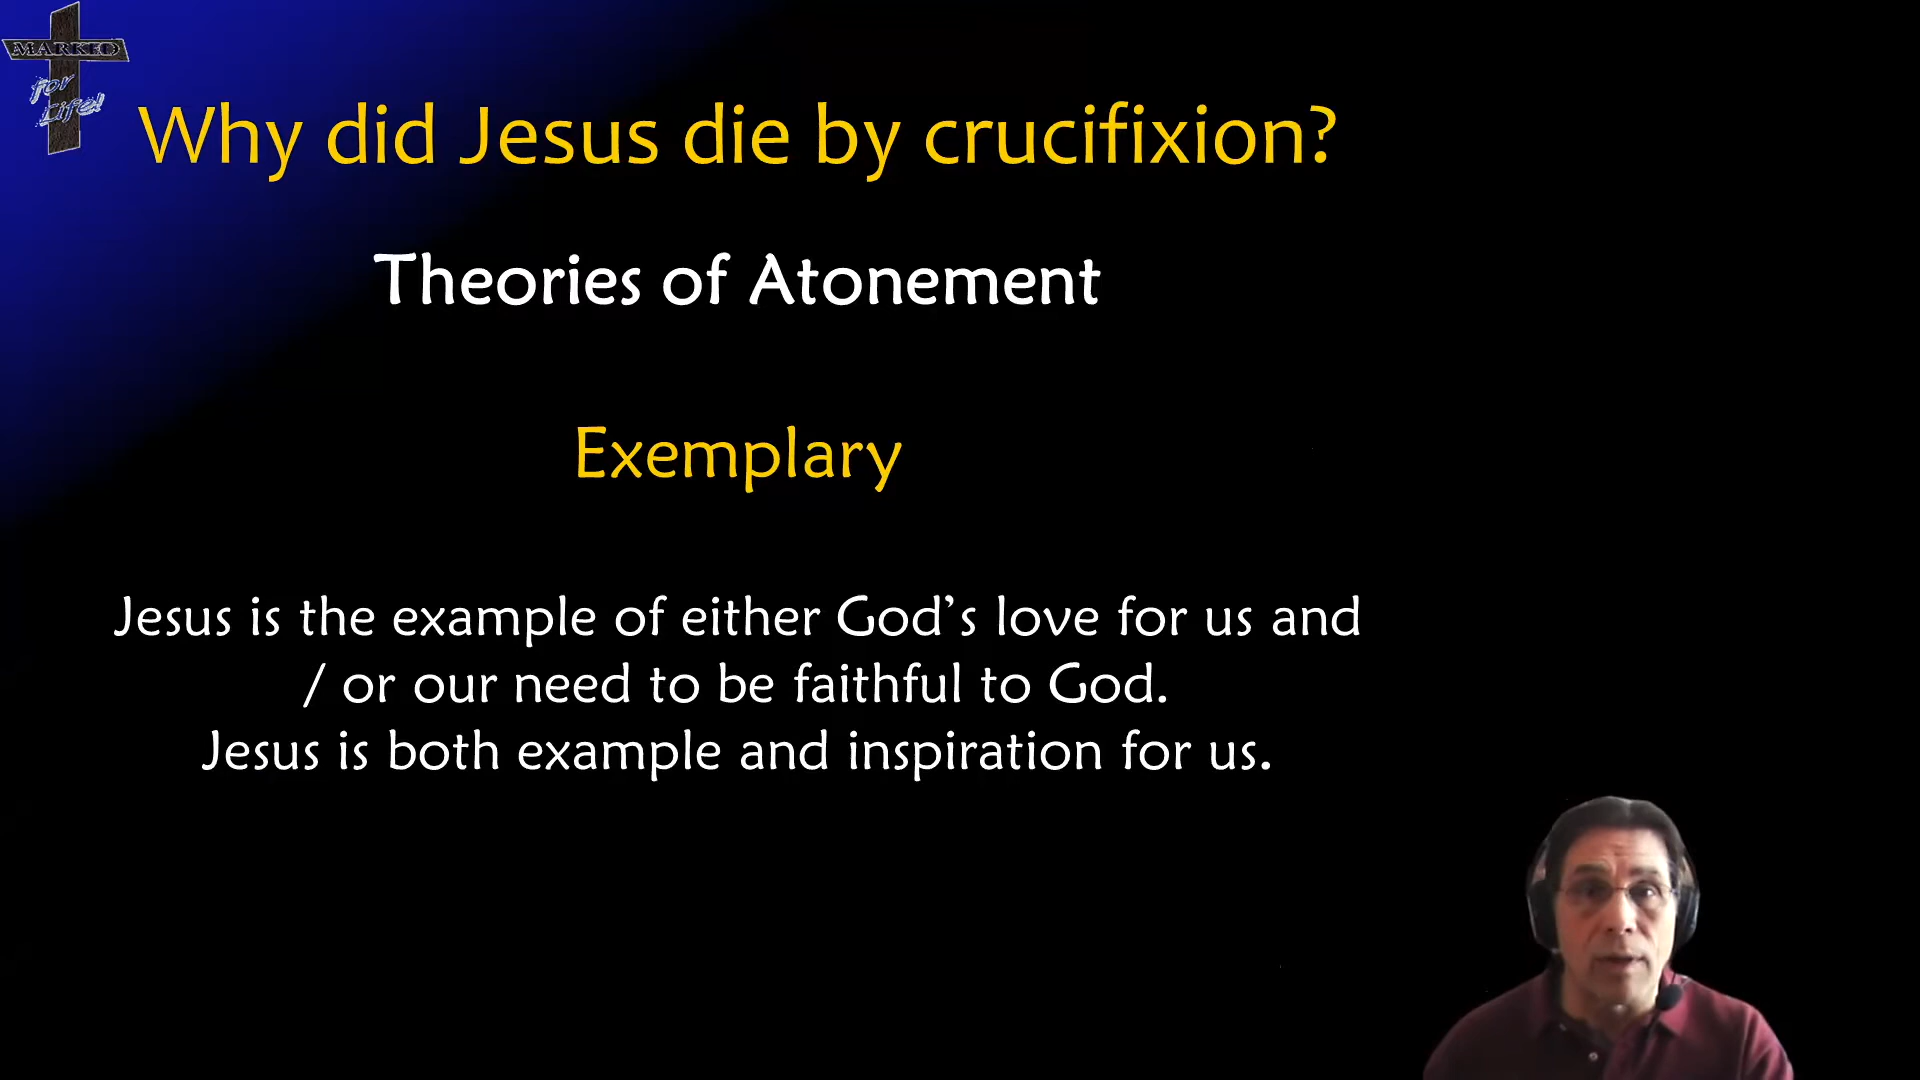 MARKED
for
Life!
Why did Jesus die by crucifixion?
Theories of Atonement
Exemplary
Jesus is the example of either God’s love for us and
/ or our need to be faithful to God.
Jesus is both example and inspiration for us.